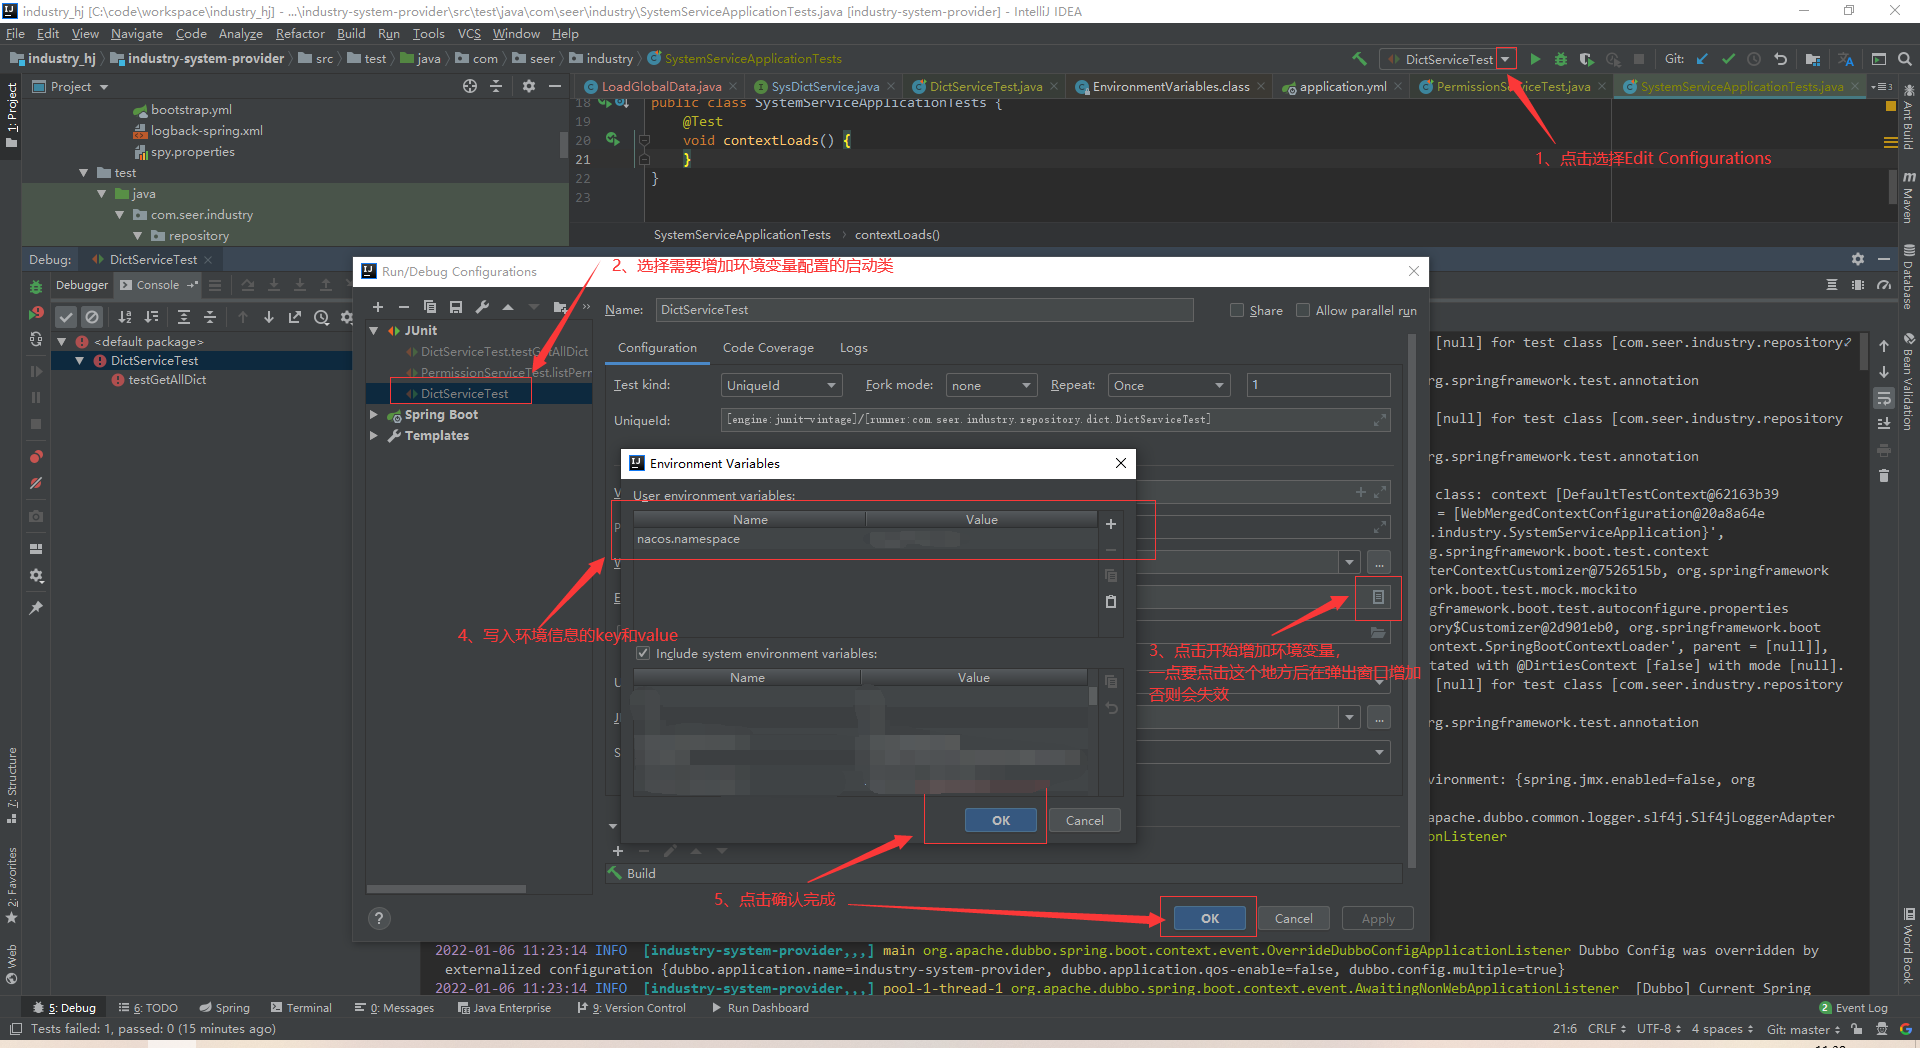 industry_hj [C:\code\workspace\industry_hj] - ...\industry-system-provider\src\test\java\com\seer\industry\SystemServiceApplicationTests.java [industry-system-provider] - IntelliJ IDEA
File Edit View Navigate Code Analyze Refactor Build Run Tools VCS Window Help
industry_hj industry-system-provider src test java com seer industry SystemServiceApplicationTests
DictServiceTest Git:
1: Project
Project
LoadGlobalData.java SysDictService.java DictServiceTest.java EnvironmentVariables.class application.yml PermissionServiceTest.java SystemServiceApplicationTests.java
bootstrap.yml
logback-spring.xml
spy.properties
test
java
com.seer.industry
repository
18 public class SystemServiceApplicationTests {
19 @Test
20 void contextLoads() {
21 }
22 }
23
SystemServiceApplicationTests contextLoads()
1、点击选择Edit Configurations
Ant Build
Maven
Database
Bean Validation
Word Book
Debug: DictServiceTest
Debugger Console
<default package>
DictServiceTest
testGetAllDict
Run/Debug Configurations
2、选择需要增加环境变量配置的启动类
JUnit
DictServiceTest.testGetAllDict
PermissionServiceTest.listPerr
DictServiceTest
Spring Boot
Templates
Name: DictServiceTest
Share Allow parallel run
Configuration Code Coverage Logs
Test kind: UniqueId Fork mode: none Repeat: Once 1
UniqueId: [engine:junit-vintage]/[runner:com.seer.industry.repository.dict.DictServiceTest]
Environment Variables
User environment variables:
Name Value
nacos.namespace
4、写入环境信息的key和value
Include system environment variables:
Name Value
3、点击开始增加环境变量,
一点要点击这个地方后在弹出窗口增加
否则会失效
OK Cancel
Build
5、点击确认完成
OK Cancel Apply
[null] for test class [com.seer.industry.repository
rg.springframework.test.annotation
[null] for test class [com.seer.industry.repository
rg.springframework.test.annotation
class: context [DefaultTestContext@62163b39
= [WebMergedContextConfiguration@20a8a64e
.industry.SystemServiceApplication}',
g.springframework.boot.test.context
terContextCustomizer@7526515b, org.springframework
ork.boot.test.mock.mockito
gframework.boot.test.autoconfigure.properties
ory$Customizer@2d901eb0, org.springframework.boot
ontext.SpringBootContextLoader', parent = [null]],
tated with @DirtiesContext [false] with mode [null].
[null] for test class [com.seer.industry.repository
rg.springframework.test.annotation
vironment: {spring.jmx.enabled=false, org
apache.dubbo.common.logger.slf4j.Slf4jLoggerAdapter
onListener
2022-01-06 11:23:14 INFO [industry-system-provider,,,] main org.apache.dubbo.spring.boot.context.event.OverrideDubboConfigApplicationListener Dubbo Config was overridden by
externalized configuration {dubbo.application.name=industry-system-provider, dubbo.application.qos-enable=false, dubbo.config.multiple=true}
2022-01-06 11:23:14 INFO [industry-system-provider,,,] pool-1-thread-1 org.apache.dubbo.spring.boot.context.event.AwaitingNonWebApplicationListener [Dubbo] Current Spring
7: Structure
2: Favorites
Web
5: Debug 6: TODO Spring Terminal 0: Messages Java Enterprise 9: Version Control Run Dashboard 2 Event Log
Tests failed: 1, passed: 0 (15 minutes ago) 21:6 CRLF UTF-8 4 spaces Git: master